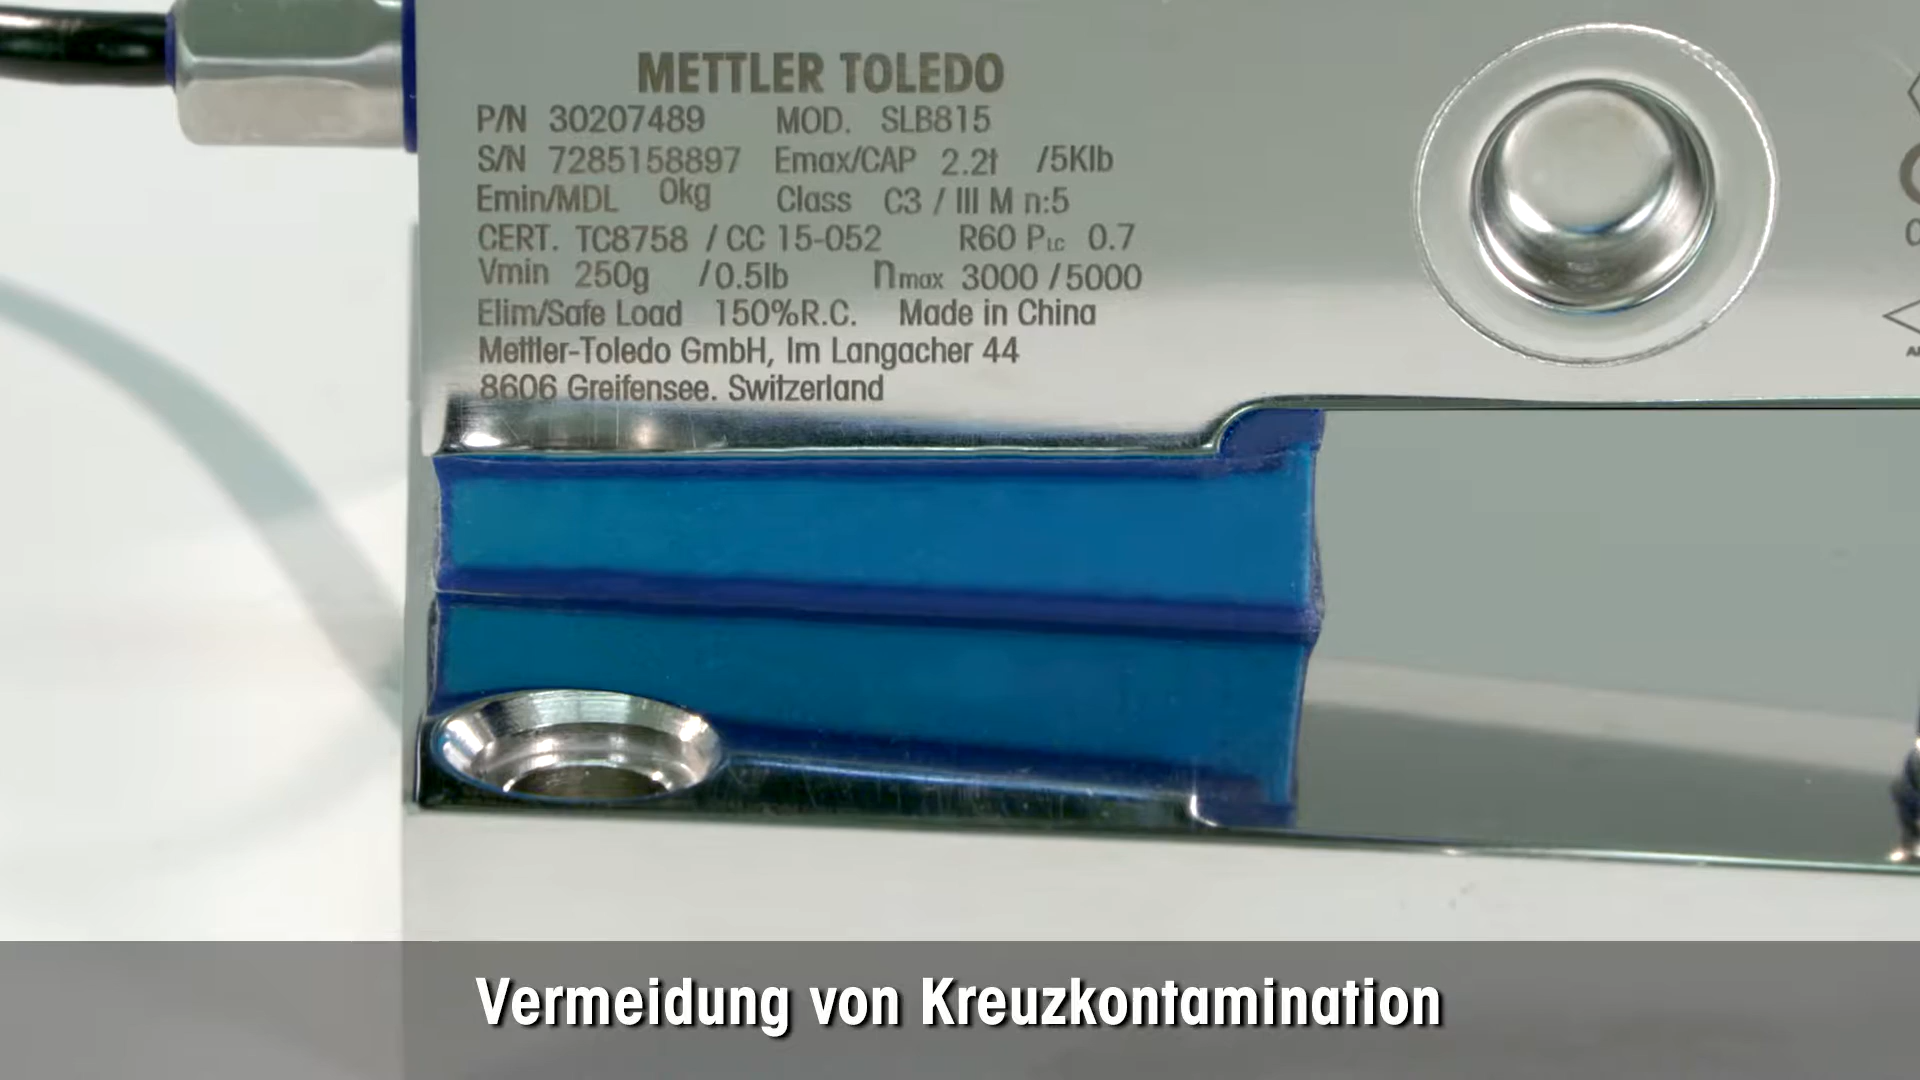 METTLER TOLEDO
P/N 30207489 MOD. SLB815
S/N 7285158897 Emax/CAP 2.2t /5Klb
Emin/MDL 0kg Class C3 / III M n:5
CERT. TC8758 / CC 15-052 R60 PLC 0.7
Vmin 250g / 0.5lb nmax 3000 / 5000
Elim/Safe Load 150%R.C. Made in China
Mettler-Toledo GmbH, Im Langacher 44
8606 Greifensee. Switzerland
Vermeidung von Kreuzkontamination